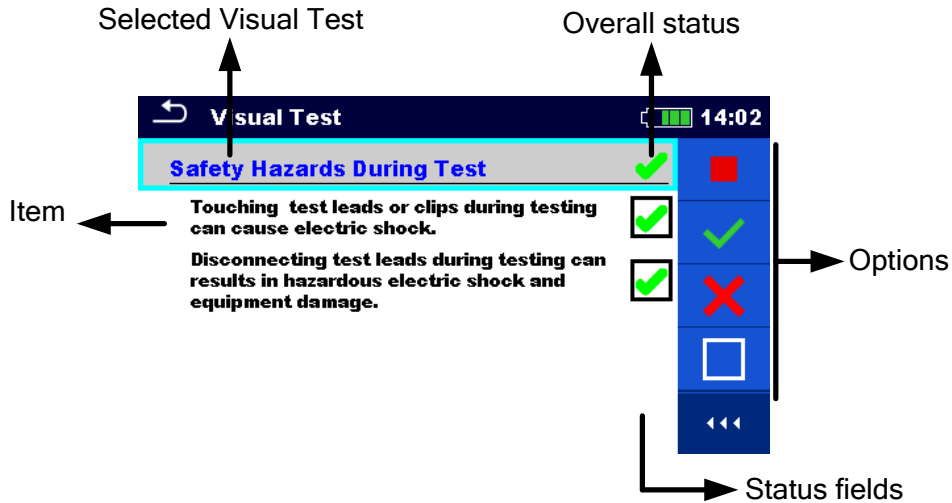 Selected Visual Test
Overall status
Visual Test
14:02
Safety Hazards During Test
Item
Touching test leads or clips during testing
can cause electric shock.
Disconnecting test leads during testing can
results in hazardous electric shock and
equipment damage.
Options
Status fields